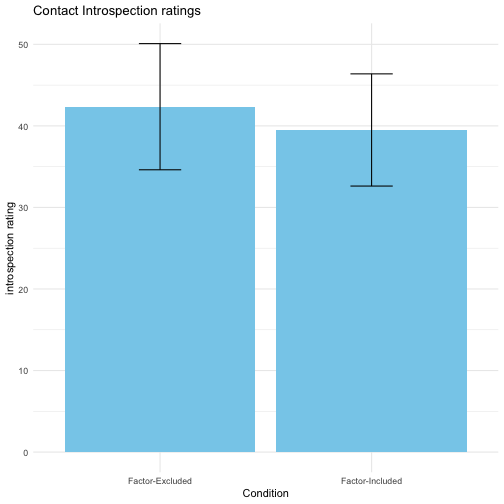 Contact Introspection ratings
introspection rating
50
40
30
20
10
0
Factor-Excluded
Factor-Included
Condition